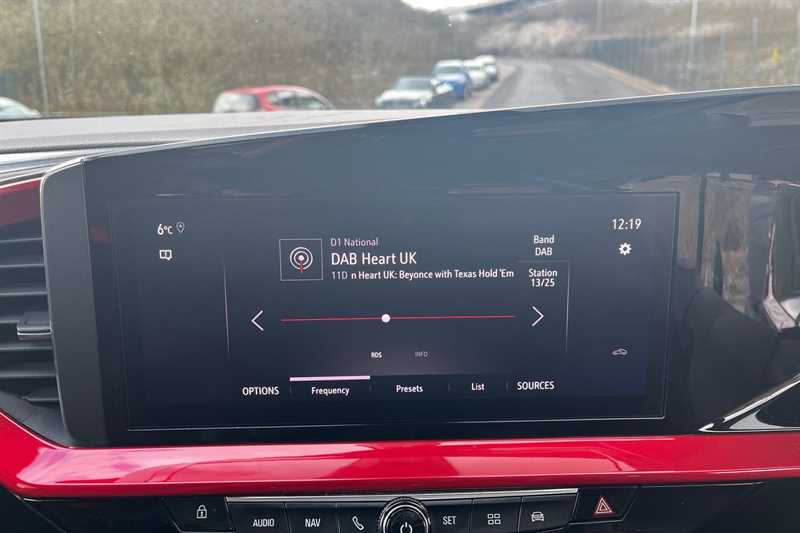 6°C
12:19
D1 National
DAB Heart UK
11D n Heart UK: Beyonce with Texas Hold 'Em
Band
DAB
Station
13/25
RDS INFO
OPTIONS Frequency Presets List SOURCES
AUDIO NAV SET